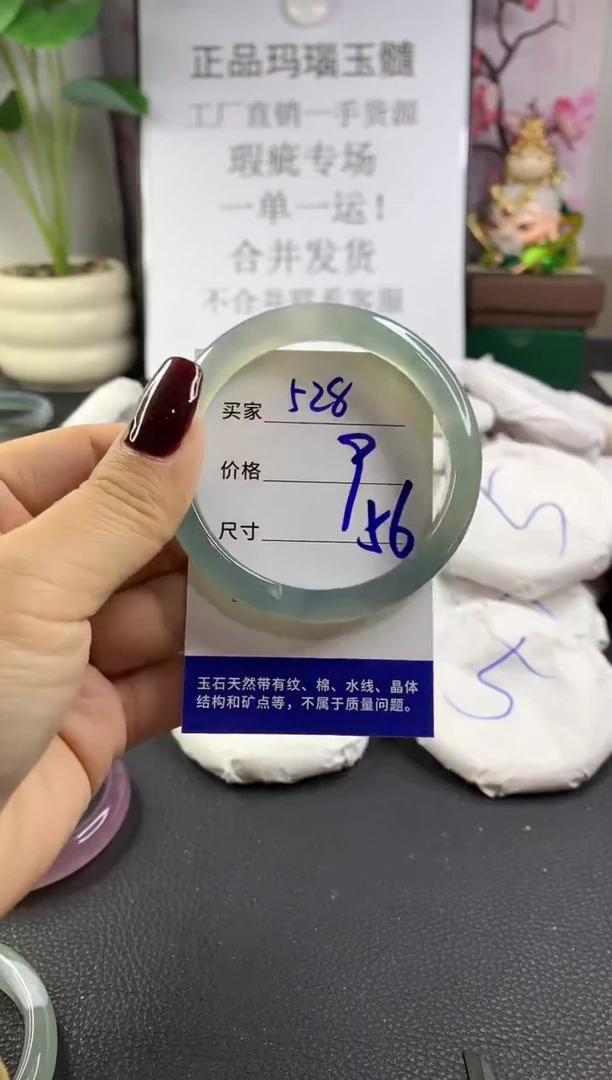 正品玛瑙玉髓
工厂直销一手货源
瑕疵专场
一单一运！
合并发货
不合并联系客服
买家 528
价格 9
尺寸 56
玉石天然带有纹、棉、水线、晶体
结构和矿点等，不属于质量问题。
5
5